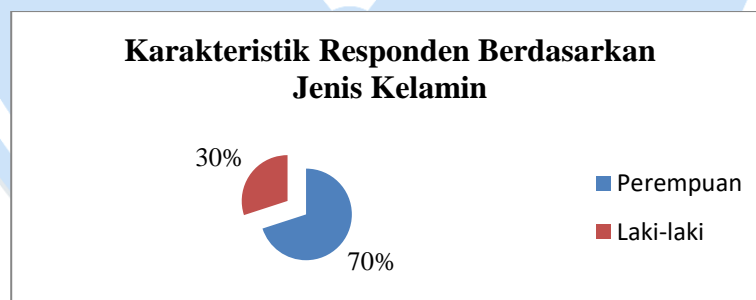 Karakteristik Responden Berdasarkan
Jenis Kelamin
30%
70%
Perempuan
Laki-laki